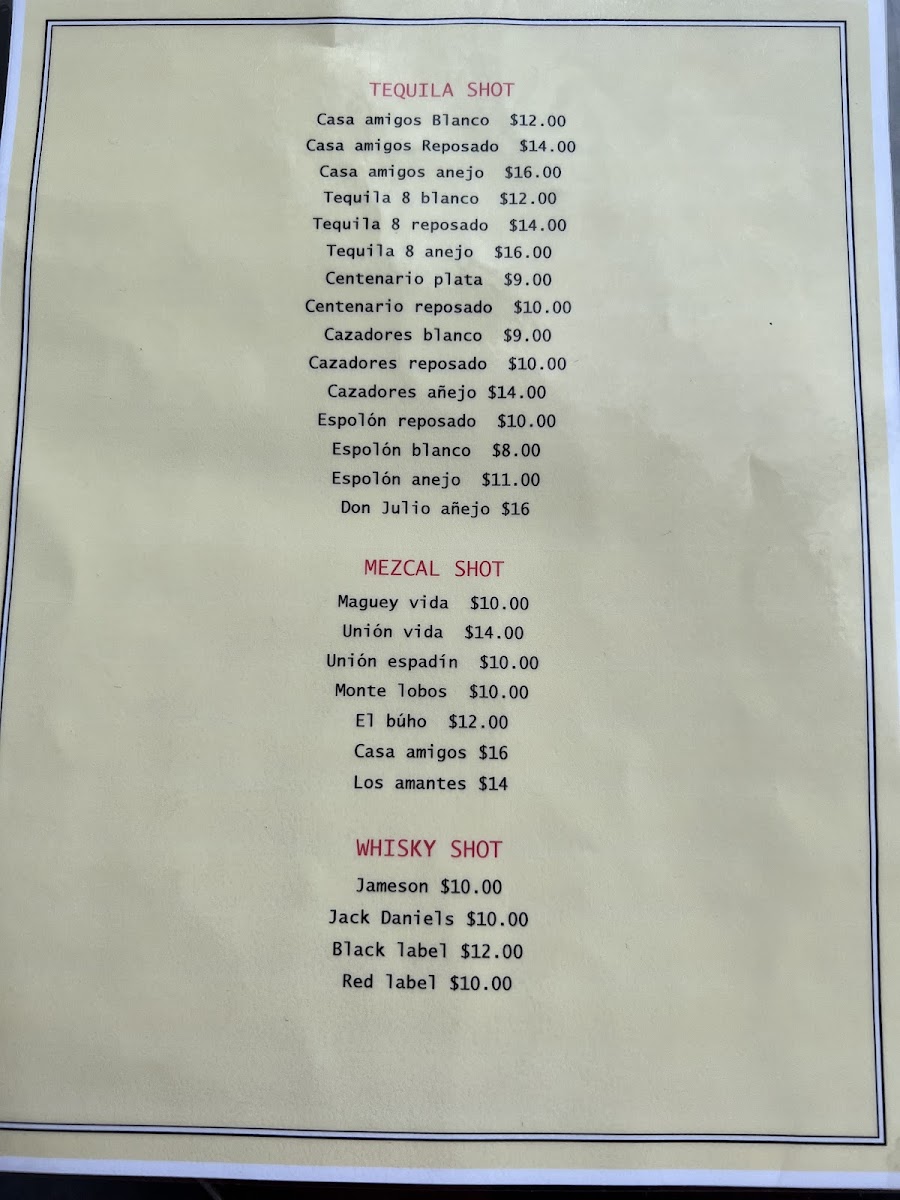 TEQUILA SHOT
Casa amigos Blanco $12.00
Casa amigos Reposado $14.00
Casa amigos anejo $16.00
Tequila 8 blanco $12.00
Tequila 8 reposado $14.00
Tequila 8 anejo $16.00
Centenario plata $9.00
Centenario reposado $10.00
Cazadores blanco $9.00
Cazadores reposado $10.00
Cazadores añejo $14.00
Espolón reposado $10.00
Espolón blanco $8.00
Espolón anejo $11.00
Don Julio añejo $16
MEZCAL SHOT
Maguey vida $10.00
Unión vida $14.00
Unión espadín $10.00
Monte lobos $10.00
El búho $12.00
Casa amigos $16
Los amantes $14
WHISKY SHOT
Jameson $10.00
Jack Daniels $10.00
Black label $12.00
Red label $10.00